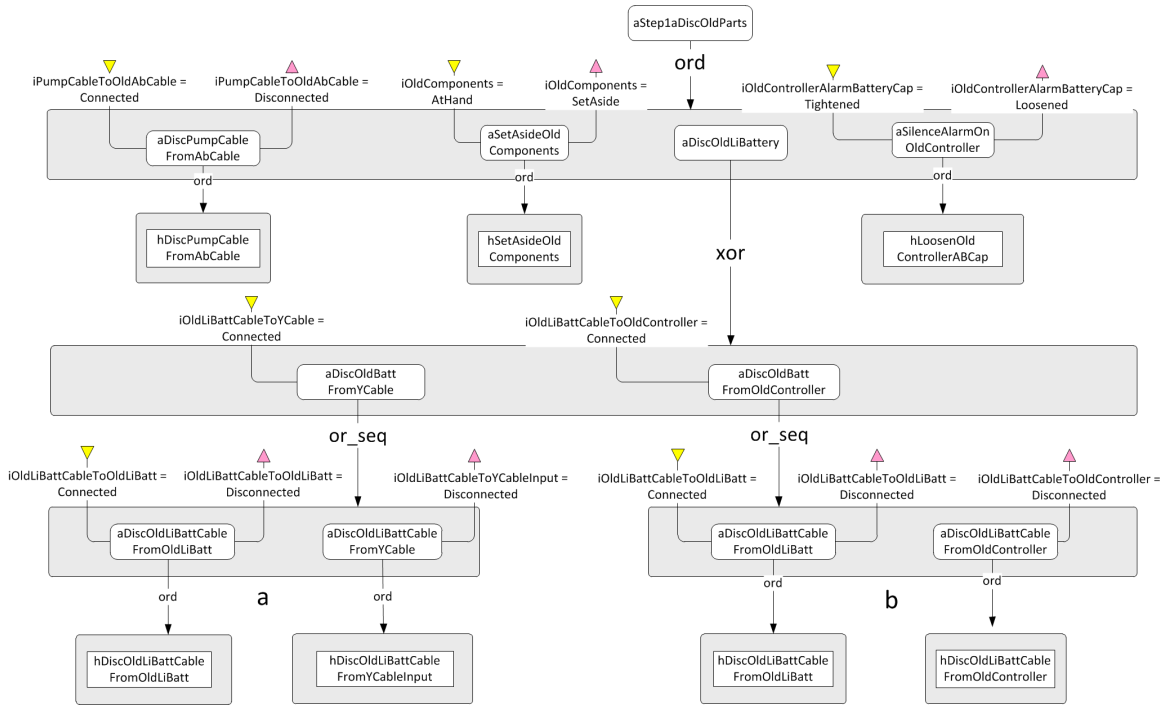 aStep1aDiscOldParts
ord
iPumpCableToOldAbCable =
Connected
iPumpCableToOldAbCable =
Disconnected
iOldComponents =
AtHand
iOldComponents =
SetAside
iOldControllerAlarmBatteryCap =
Tightened
iOldControllerAlarmBatteryCap =
Loosened
aDiscPumpCable
FromAbCable
aSetAsideOld
Components
aDiscOldLiBattery
aSilenceAlarmOn
OldController
ord
ord
ord
hDiscPumpCable
FromAbCable
hSetAsideOld
Components
xor
hLoosenOld
ControllerABCap
iOldLiBattCableToYCable =
Connected
iOldLiBattCableToOldController =
Connected
aDiscOldBatt
FromYCable
aDiscOldBatt
FromOldController
or_seq
or_seq
iOldLiBattCableToOldLiBatt =
Connected
iOldLiBattCableToOldLiBatt =
Disconnected
iOldLiBattCableToYCableInput =
Disconnected
iOldLiBattCableToOldLiBatt =
Connected
iOldLiBattCableToOldLiBatt =
Disconnected
iOldLiBattCableToOldController =
Disconnected
aDiscOldLiBattCable
FromOldLiBatt
aDiscOldLiBattCable
FromYCable
aDiscOldLiBattCable
FromOldLiBatt
aDiscOldLiBattCable
FromOldController
ord
a
ord
ord
b
ord
hDiscOldLiBattCable
FromOldLiBatt
hDiscOldLiBattCable
FromYCableInput
hDiscOldLiBattCable
FromOldLiBatt
hDiscOldLiBattCable
FromOldController